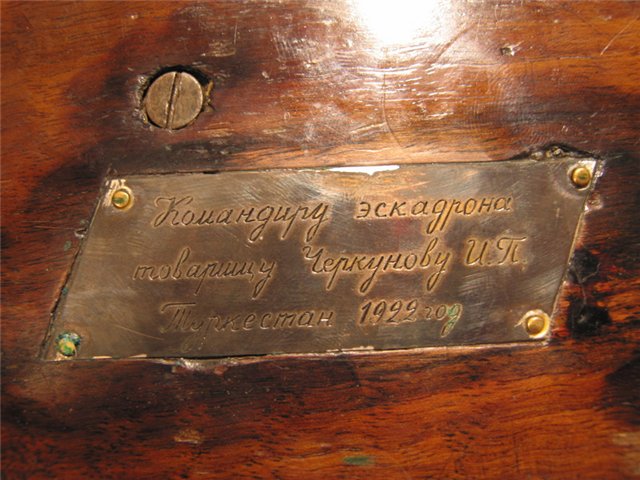 Командиру эскадрона
товарищу Черкунову И.П.
Туркестан 1922 год